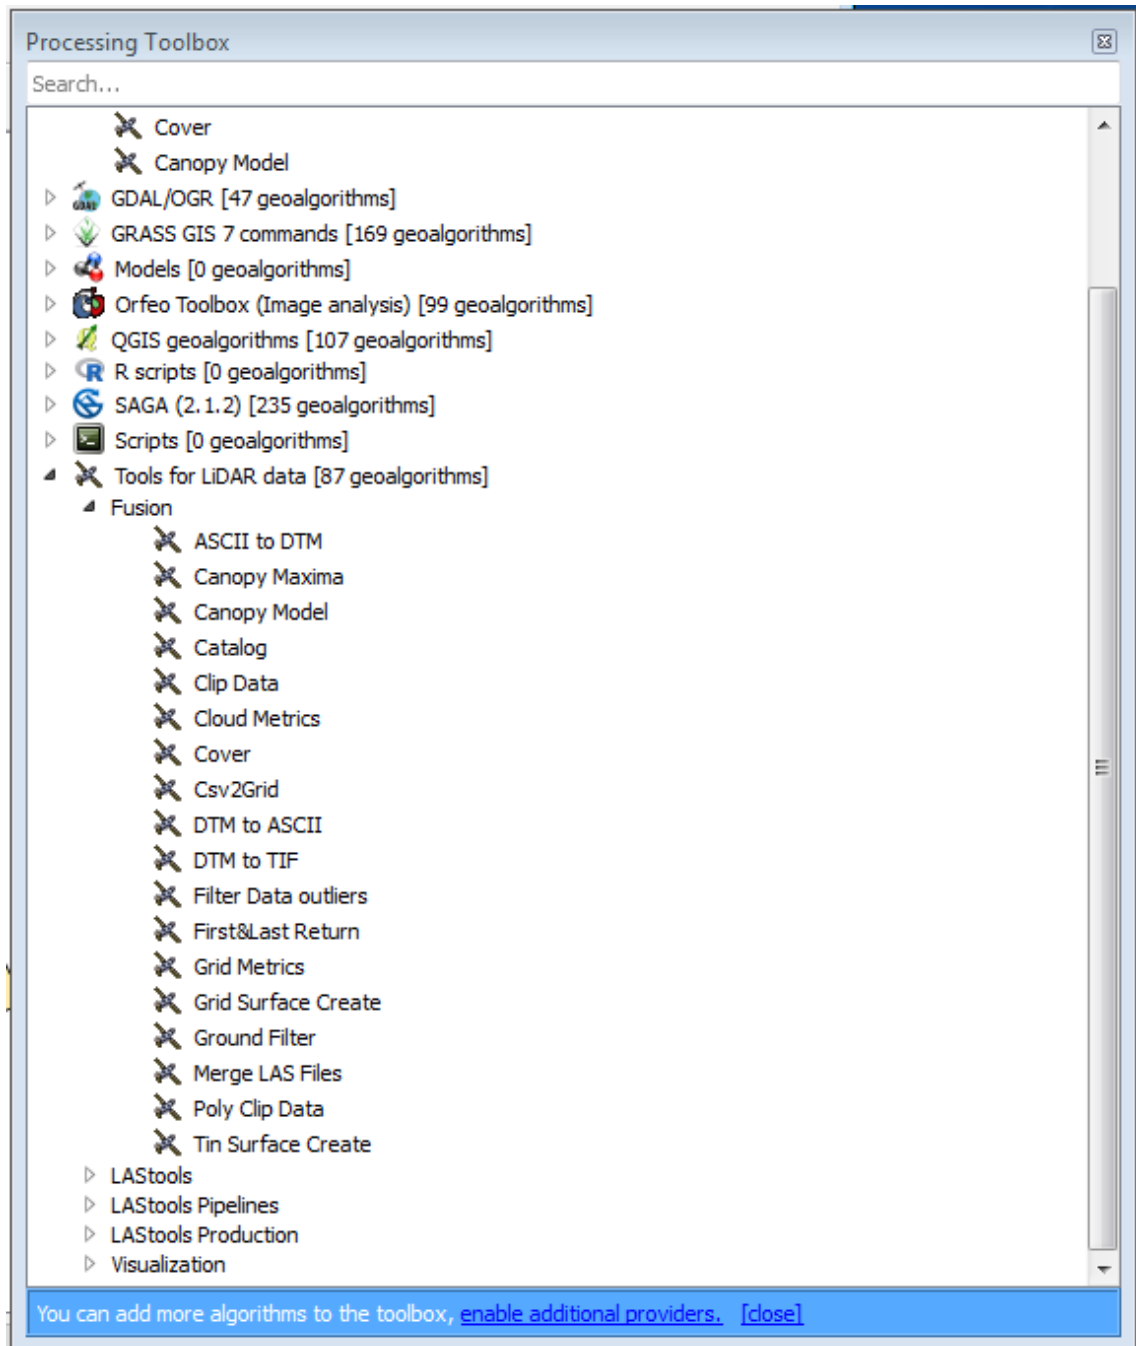 Processing Toolbox
Search...
Cover
Canopy Model
GDAL/OGR [47 geoalgorithms]
GRASS GIS 7 commands [169 geoalgorithms]
Models [0 geoalgorithms]
Orfeo Toolbox (Image analysis) [99 geoalgorithms]
QGIS geoalgorithms [107 geoalgorithms]
R scripts [0 geoalgorithms]
SAGA (2.1.2) [235 geoalgorithms]
Scripts [0 geoalgorithms]
Tools for LiDAR data [87 geoalgorithms]
Fusion
ASCII to DTM
Canopy Maxima
Canopy Model
Catalog
Clip Data
Cloud Metrics
Cover
Csv2Grid
DTM to ASCII
DTM to TIF
Filter Data outliers
First&Last Return
Grid Metrics
Grid Surface Create
Ground Filter
Merge LAS Files
Poly Clip Data
Tin Surface Create
LAStools
LAStools Pipelines
LAStools Production
Visualization
You can add more algorithms to the toolbox, enable additional providers. [close]